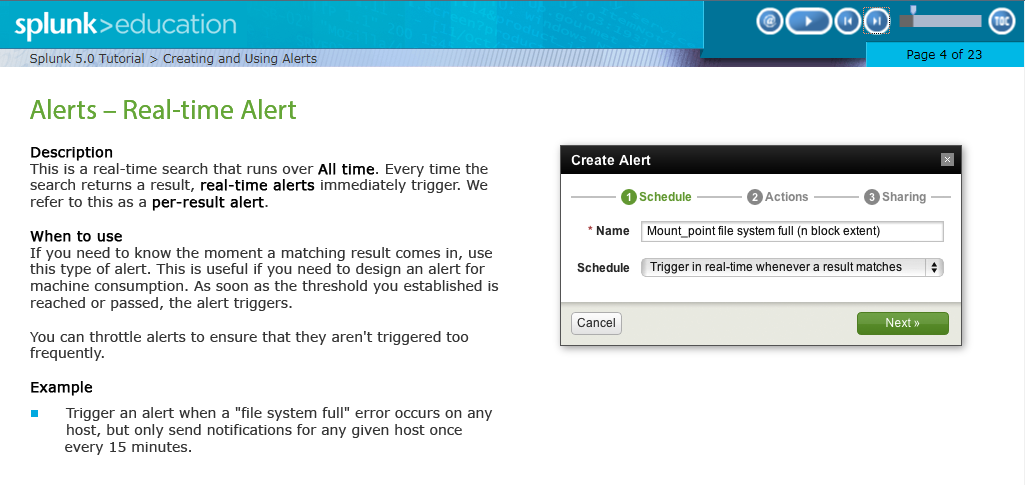 splunk>education
@
TOC
Splunk 5.0 Tutorial > Creating and Using Alerts
Page 4 of 23
Alerts – Real-time Alert
Description
This is a real-time search that runs over All time. Every time the
search returns a result, real-time alerts immediately trigger. We
refer to this as a per-result alert.
When to use
If you need to know the moment a matching result comes in, use
this type of alert. This is useful if you need to design an alert for
machine consumption. As soon as the threshold you established is
reached or passed, the alert triggers.
You can throttle alerts to ensure that they aren't triggered too
frequently.
Example
Trigger an alert when a "file system full" error occurs on any
host, but only send notifications for any given host once
every 15 minutes.
Create Alert
1 Schedule 2 Actions 3 Sharing
* Name Mount_point file system full (n block extent)
Schedule Trigger in real-time whenever a result matches
Cancel Next »